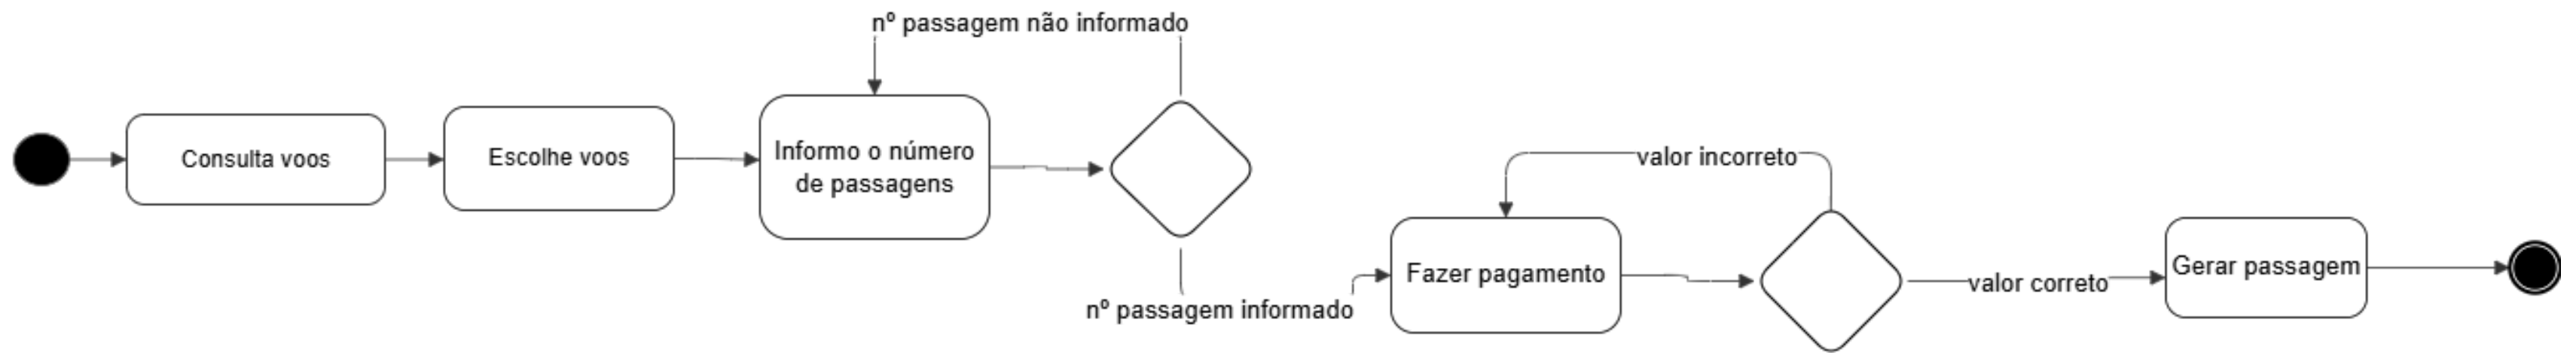 nº passagem não informado
Consulta voos
Escolhe voos
Informo o número
de passagens
nº passagem informado
valor incorreto
Fazer pagamento
valor correto
Gerar passagem